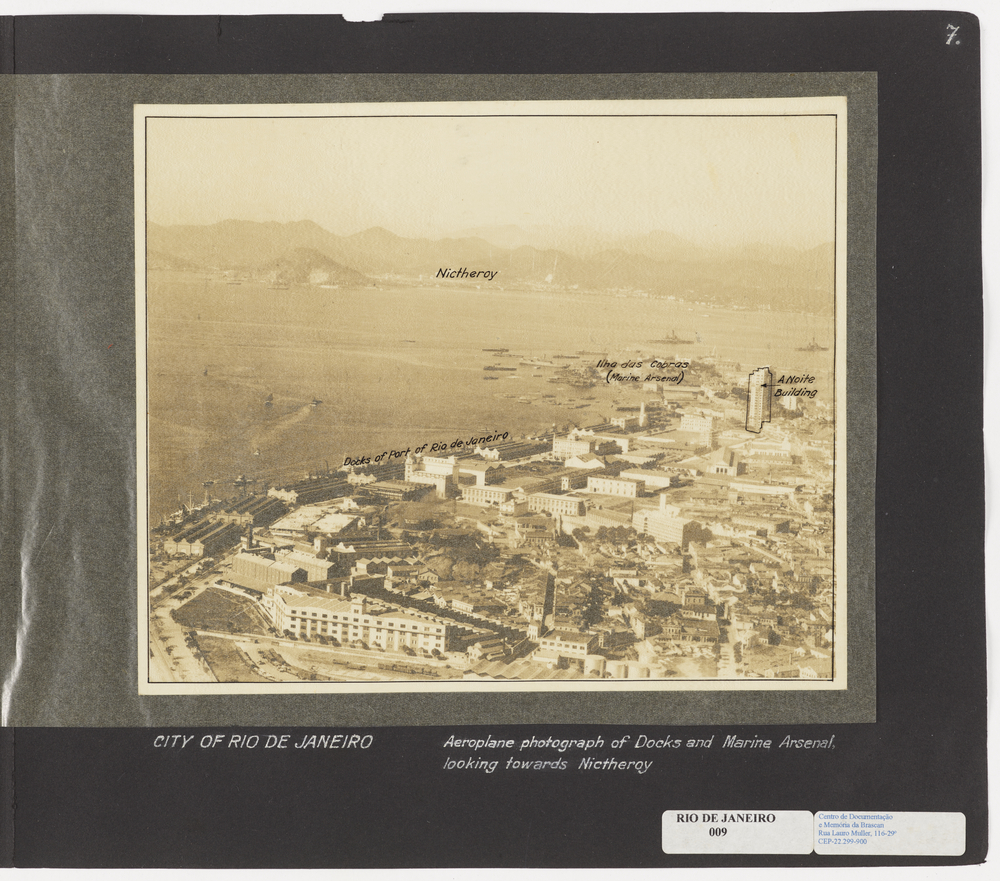 7.
Nictheroy
Ilha das Cobras
(Marine Arsenal)
A Noite
Building
Docks of Port of Rio de Janeiro
CITY OF RIO DE JANEIRO
Aeroplane photograph of Docks and Marine Arsenal,
looking towards Nictheroy
RIO DE JANEIRO
009
Centro de Documentação
e Memória da Brascan
Rua Lauro Muller, 116-29º
CEP-22.299-900